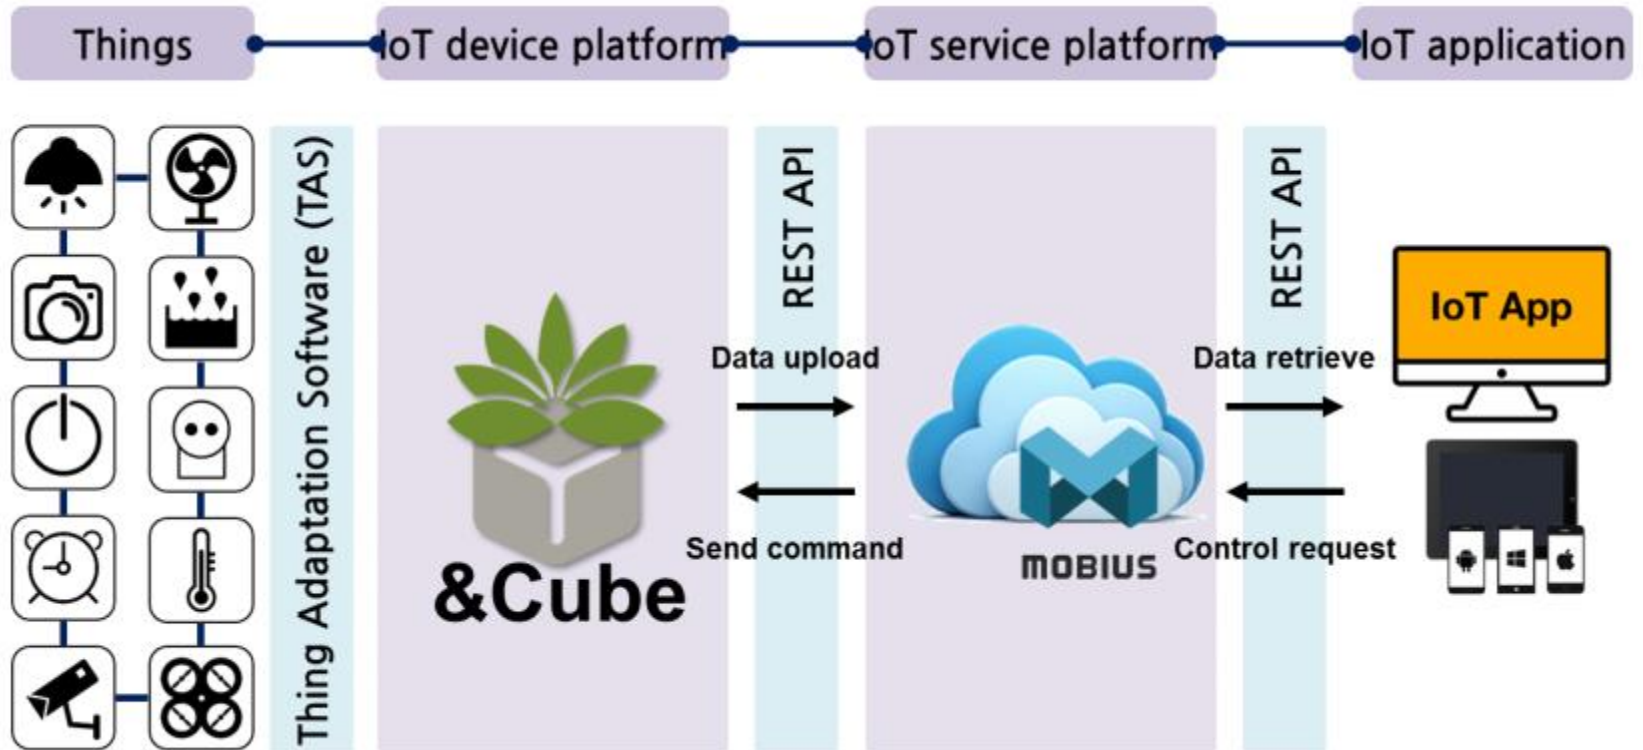 Things
IoT device platform
IoT service platform
IoT application
Thing Adaptation Software (TAS)
REST API
REST API
IoT App
Data upload
Data retrieve
Send command
Control request
&Cube
MOBIUS